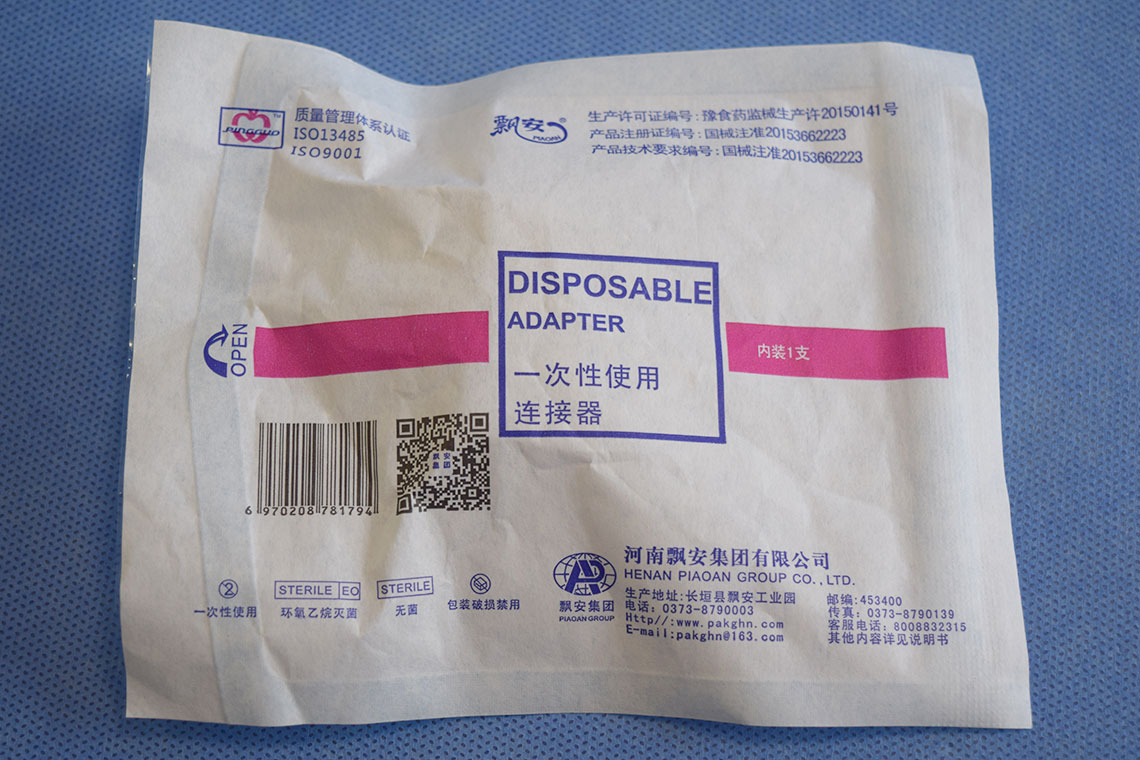 PINGGUO
TM
质量管理体系认证
ISO13485
ISO9001
飘安
PIAOAN
生产许可证编号：豫食药监械生产许20150141号
产品注册证编号：国械注准20153662223
产品技术要求编号：国械注准20153662223
OPEN
DISPOSABLE
ADAPTER
一次性使用
连接器
内装1支
飘安
集团
6 970208 781794
2
一次性使用
STERILE EO
环氧乙烷灭菌
STERILE
无菌
包装破损禁用
飘安集团
PIAOAN GROUP
河南飘安集团有限公司
HENAN PIAOAN GROUP CO.,LTD.
生产地址:长垣县飘安工业园
电话: 0373-8790003
Http//:www.pakghn.com
E-mail:pakghn@163.com
邮编:453400
传真: 0373-8790139
客服电话: 8008832315
其他内容详见说明书